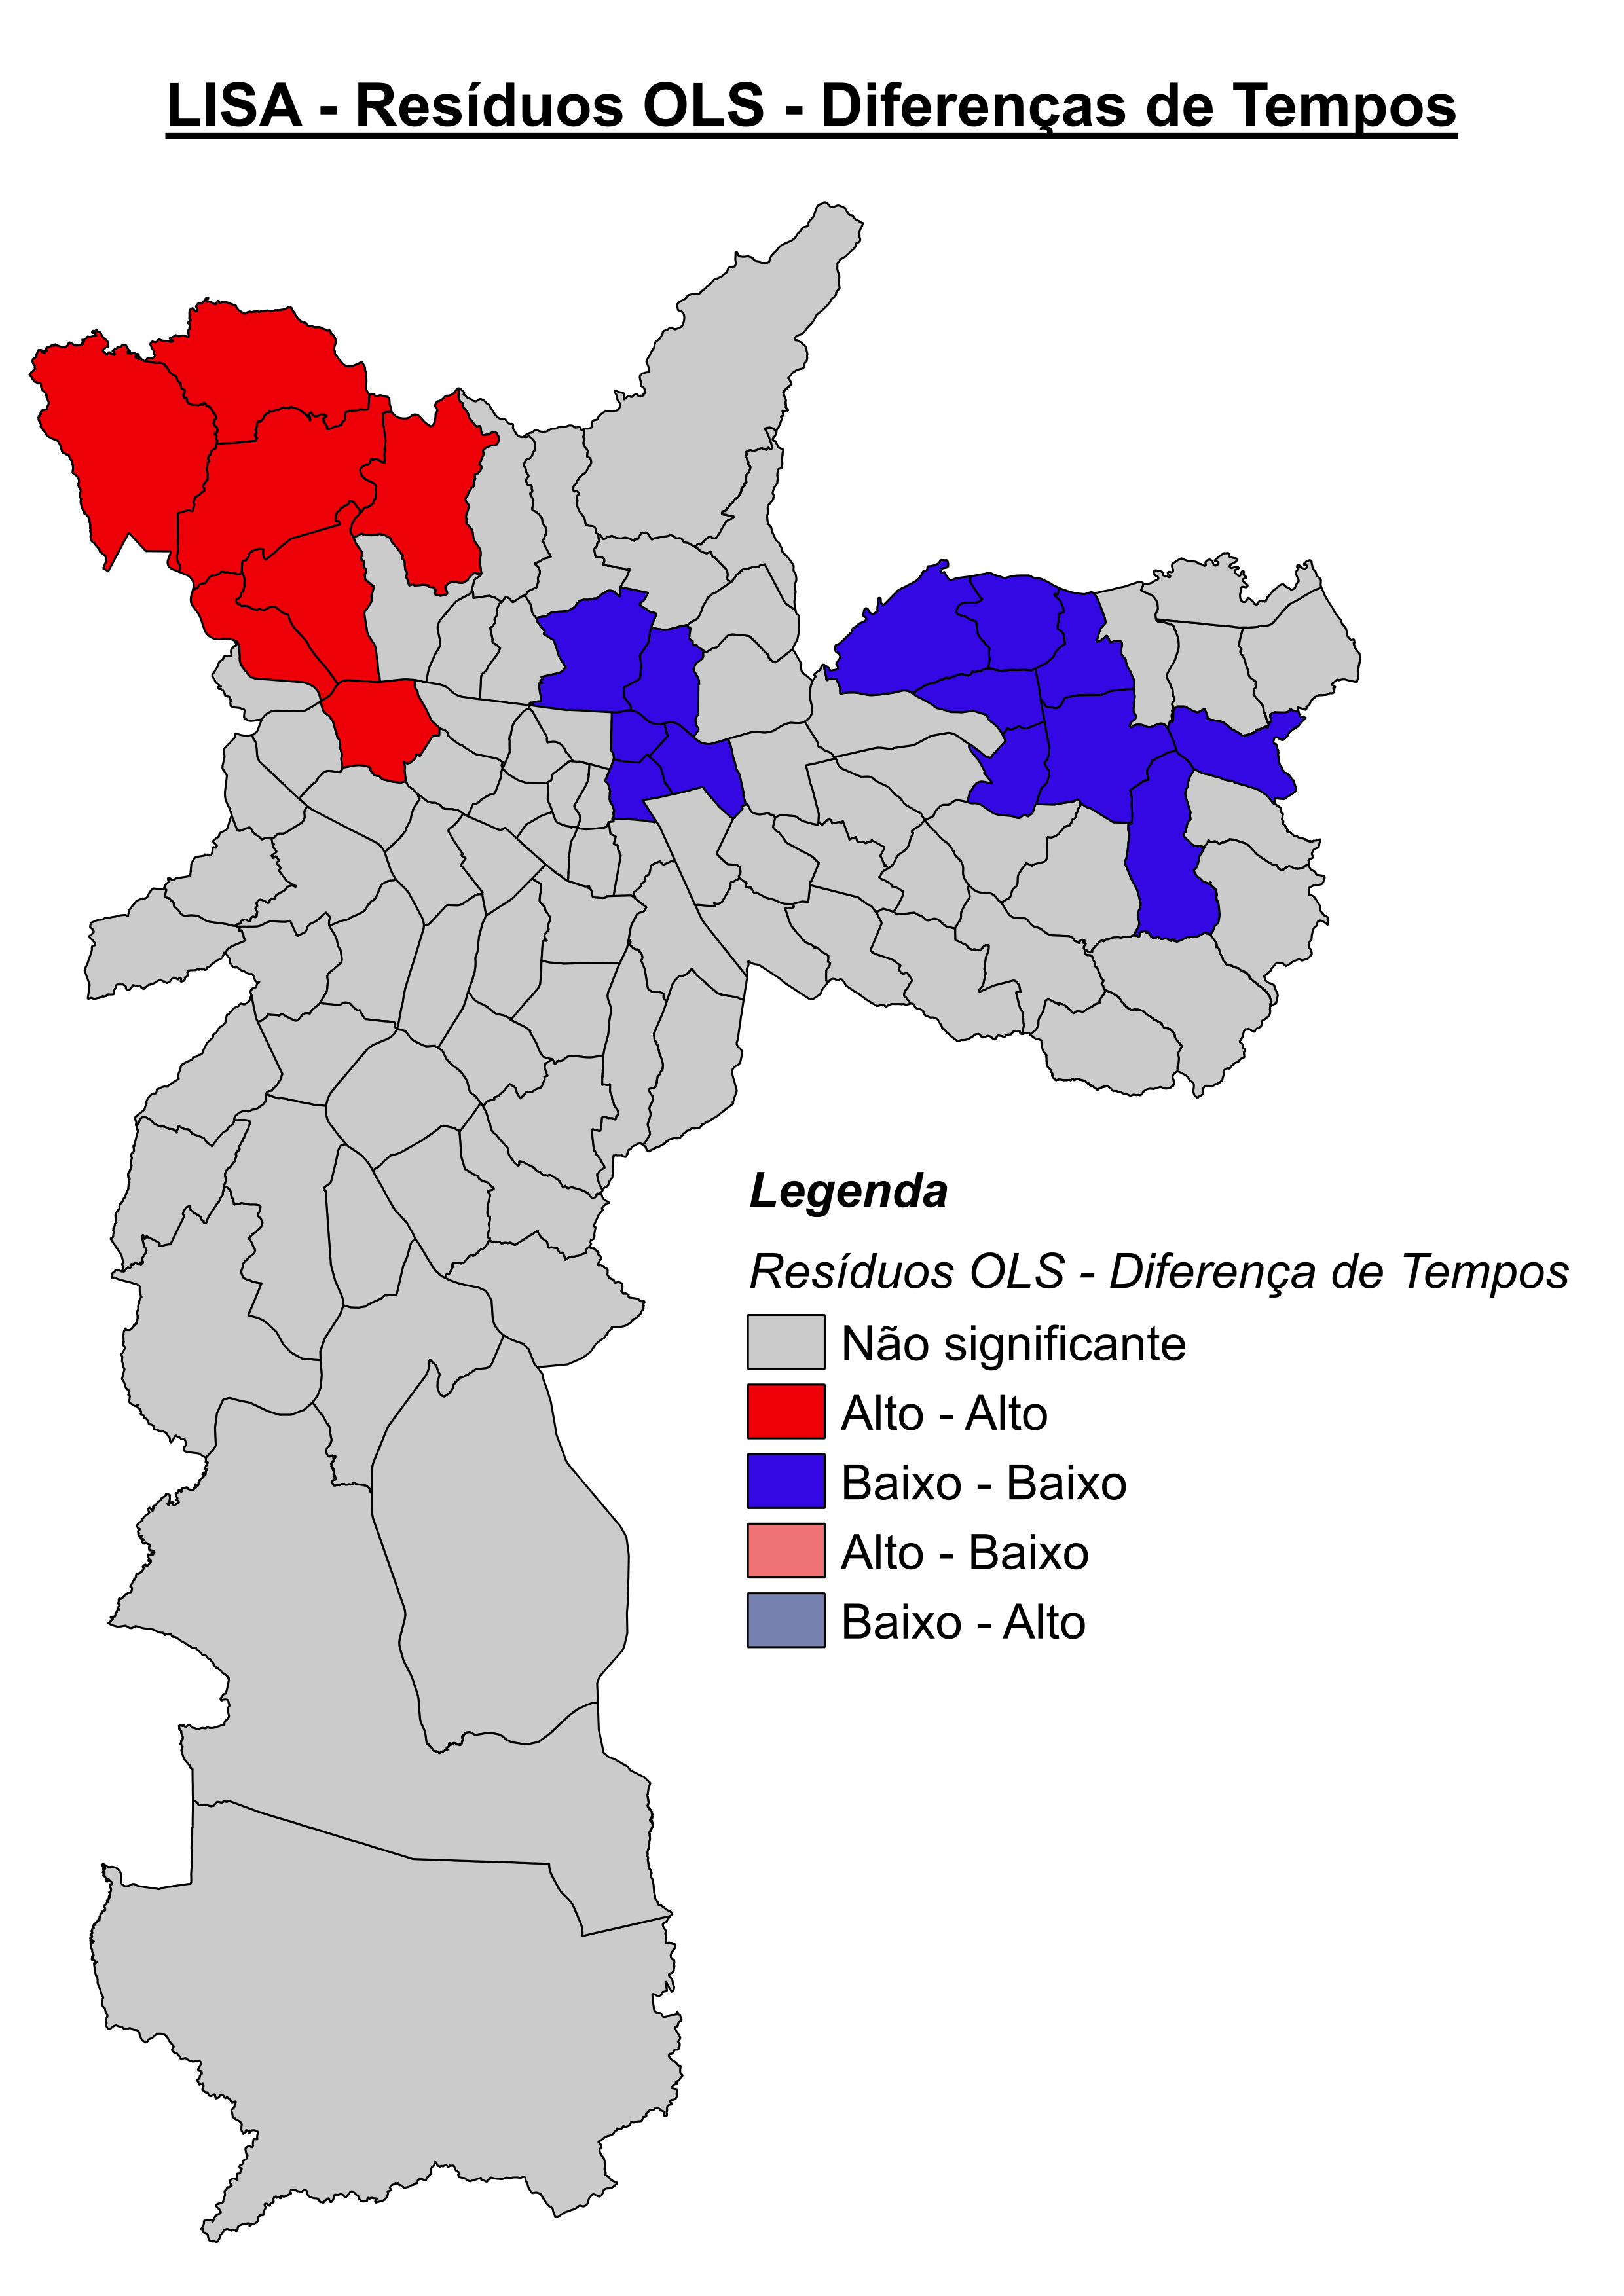 LISA - Resíduos OLS - Diferenças de Tempos
Legenda
Resíduos OLS - Diferença de Tempos
Não significante
Alto - Alto
Baixo - Baixo
Alto - Baixo
Baixo - Alto